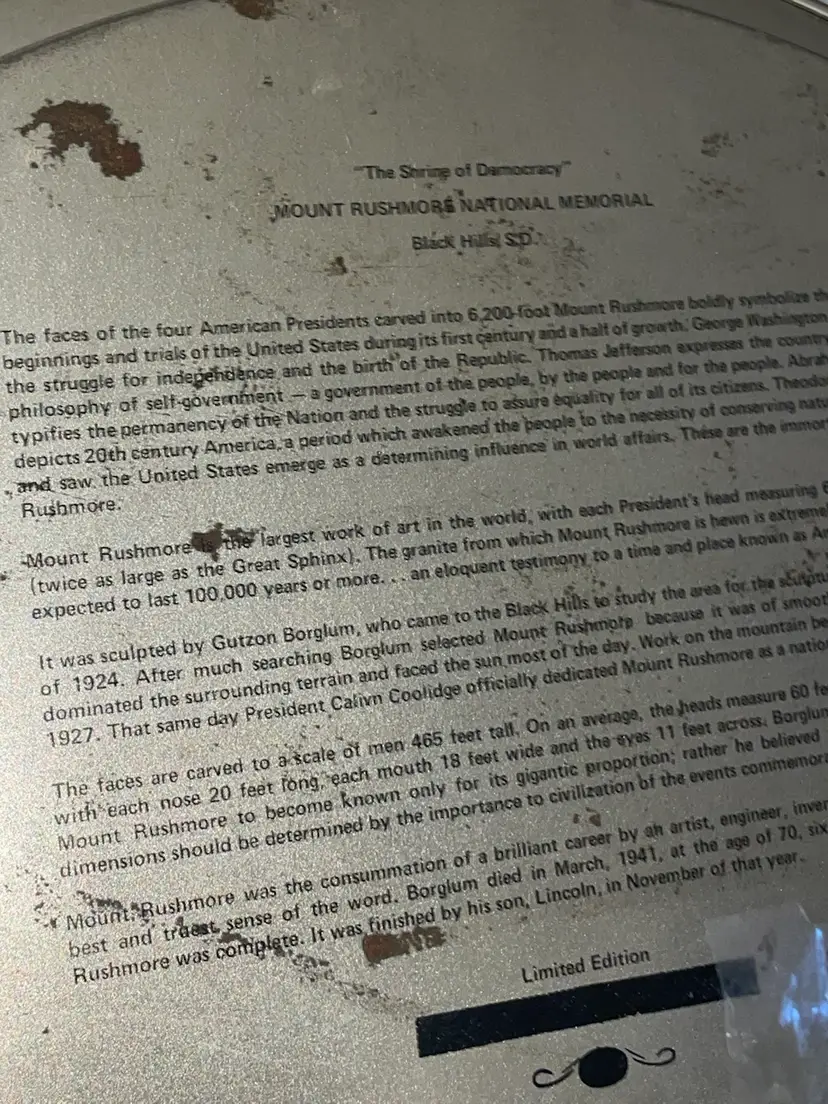 "The Shrine of Democracy"
MOUNT RUSHMORE NATIONAL MEMORIAL
Black Hills, S.D.
The faces of the four American Presidents carved into 6,200-foot Mount Rushmore boldly symbolize th
beginnings and trials of the United States during its first century and a half of growth. George Washington
the struggle for independence and the birth of the Republic. Thomas Jefferson expresses the country
philosophy of self-government — a government of the people, by the people and for the people. Abrah
typifies the permanency of the Nation and the struggle to assure equality for all of its citizens. Theodor
depicts 20th century America, a period which awakened the people to the necessity of conserving natu
and saw the United States emerge as a determining influence in world affairs. These are the immor
Rushmore.
Mount Rushmore is the largest work of art in the world, with each President's head measuring 6
(twice as large as the Great Sphinx). The granite from which Mount Rushmore is hewn is extreme
expected to last 100,000 years or more. . . an eloquent testimony to a time and place known as Am
It was sculpted by Gutzon Borglum, who came to the Black Hills to study the area for the sculptu
of 1924. After much searching Borglum selected Mount Rushmore because it was of smoot
dominated the surrounding terrain and faced the sun most of the day. Work on the mountain be
1927. That same day President Calivn Coolidge officially dedicated Mount Rushmore as a nation
The faces are carved to a scale of men 465 feet tall. On an average, the heads measure 60 fe
with each nose 20 feet long, each mouth 18 feet wide and the eyes 11 feet across. Borglum
Mount Rushmore to become known only for its gigantic proportion; rather he believed
dimensions should be determined by the importance to civilization of the events commemora
Mount Rushmore was the consummation of a brilliant career by an artist, engineer, inven
best and truest sense of the word. Borglum died in March, 1941, at the age of 70, six
Rushmore was complete. It was finished by his son, Lincoln, in November of that year.
Limited Edition